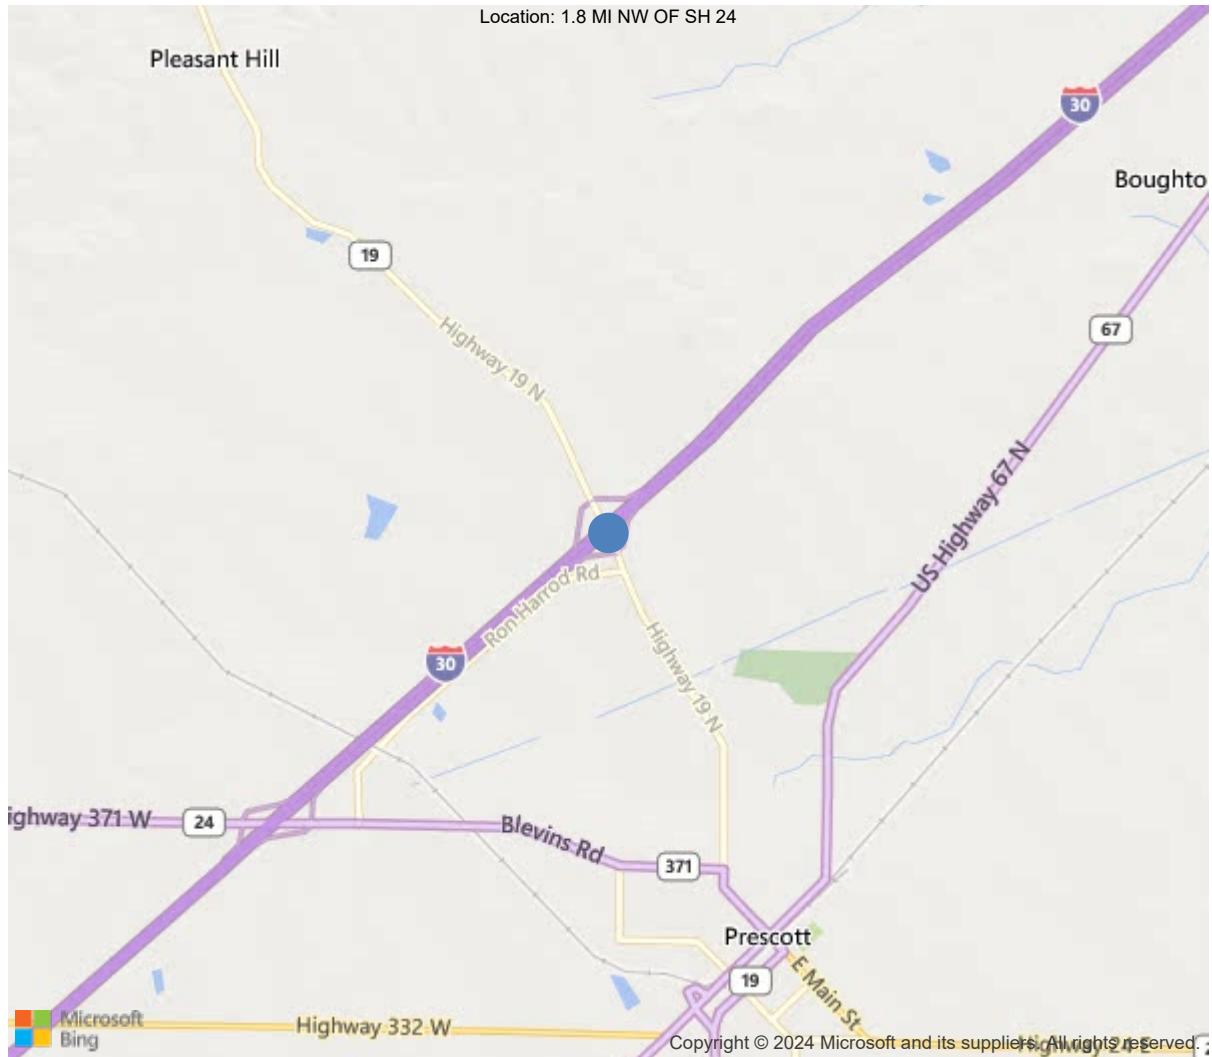 Location: 1.8 MI NW OF SH 24
Pleasant Hill
30
Boughto
19
67
Highway 19 N
US Highway 67 N
Ron Harrod Rd
30
Highway 19 N
ighway 371 W
24
Blevins Rd
371
Prescott
19
E Main St
Highway 332 W
Highway 24 E
Microsoft
Bing
Copyright © 2024 Microsoft and its suppliers. All rights reserved.